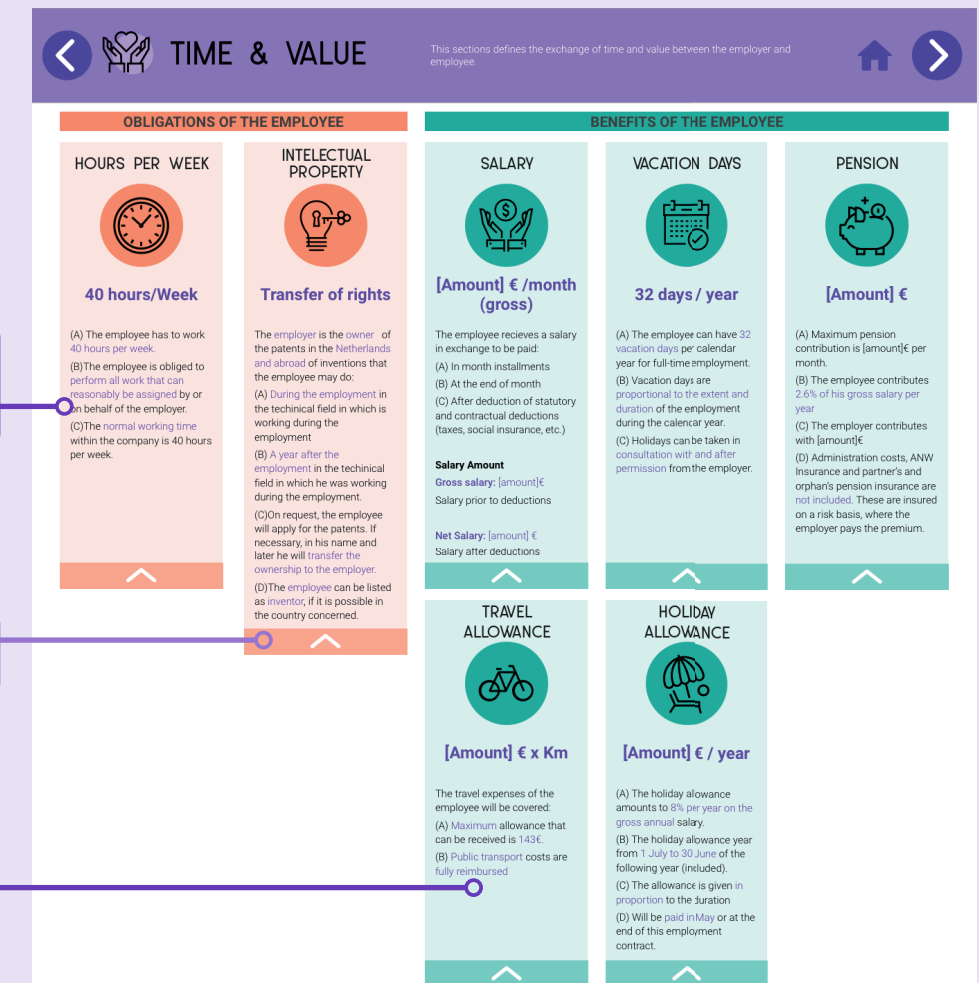 TIME & VALUE
This sections defines the exchange of time and value between the employer and
employee.
OBLIGATIONS OF THE EMPLOYEE
HOURS PER WEEK
40 hours/Week
(A) The employee has to work
40 hours per week.
(B)The employee is obliged to
perform all work that can
reasonably be assigned by or
on behalf of the employer.
(C)The normal working time
within the company is 40 hours
per week.
INTELECTUAL
PROPERTY
Transfer of rights
The employer is the owner of
the patents in the Netherlands
and abroad of inventions that
the employee may do:
(A) During the employment in
the technical field in which is
working during the
employment
(B) A year after the
employment in the technical
field in which he was working
during the employment.
(C)On request, the employee
will apply for the patents. If
necessary, in his name and
later he will transfer the
ownership to the employer.
(D)The employee can be listed
as inventor, if it is possible in
the country concerned.
BENEFITS OF THE EMPLOYEE
SALARY
[Amount] € /month
(gross)
The employee recieves a salary
in exchange to be paid:
(A) In month installments
(B) At the end of month
(C) After deduction of statutory
and contractual deductions
(taxes, social insurance, etc.)
Salary Amount
Gross salary: [amount]€
Salary prior to deductions
Net Salary: [amount] €
Salary after deductions
VACATION DAYS
32 days / year
(A) The employee can have 32
vacation days per calendar
year for full-time employment.
(B) Vacation days are
proportional to the extent and
duration of the employment
during the calencar year.
(C) Holidays can be taken in
consultation with and after
permission from the employer.
PENSION
[Amount] €
(A) Maximum pension
contribution is [amount]€ per
month.
(B) The employee contributes
2.6% of his gross salary per
year
(C) The employer contributes
with [amount]€
(D) Administration costs, ANW
Insurance and partner's and
orphan's pension insurance are
not included. These are insured
on a risk basis, where the
employer pays the premium.
TRAVEL
ALLOWANCE
[Amount] € x Km
The travel expenses of the
employee will be covered:
(A) Maximum allowance that
can be received is 143€.
(B) Public transport costs are
fully reimbursed
HOLIDAY
ALLOWANCE
[Amount] € / year
(A) The holiday allowance
amounts to 8% per year on the
gross annual salary.
(B) The holiday allowance year
from 1 July to 30 June of the
following year (included).
(C) The allowance is given in
proportion to the duration
(D) Will be paid in May or at the
end of this employment
contract.